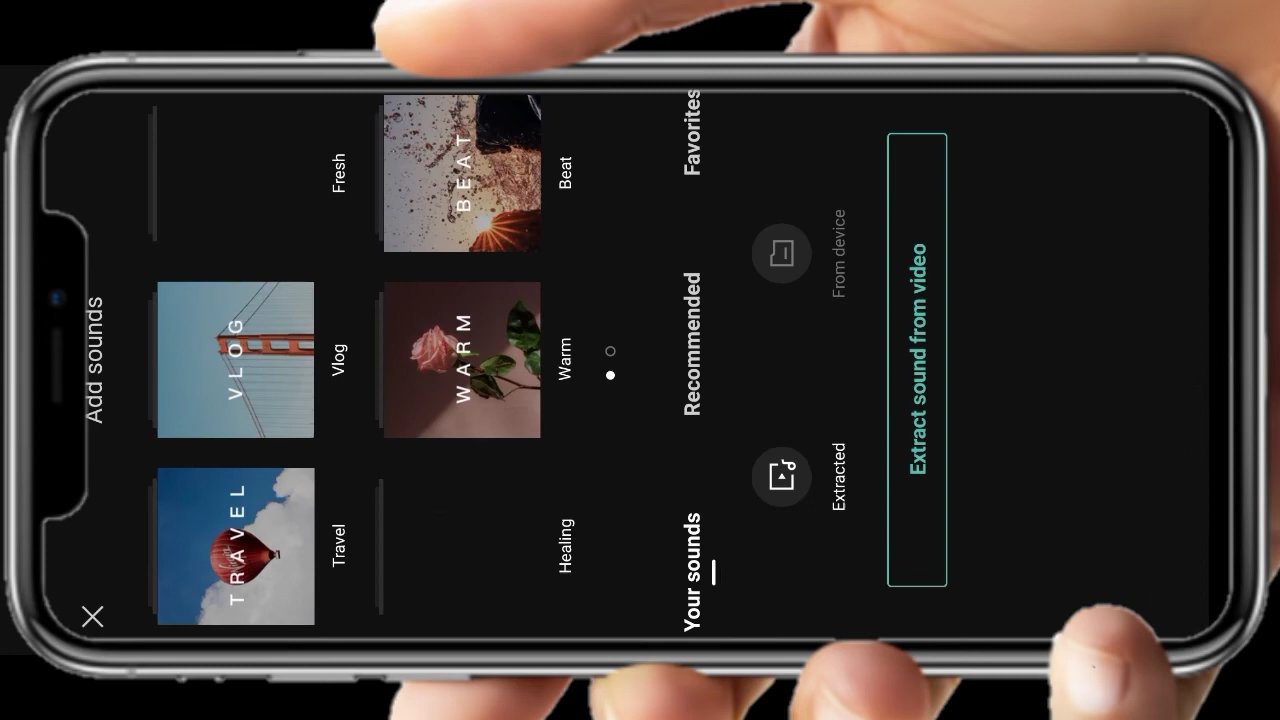 Add sounds
TRAVEL
VLOG
Travel
Vlog
Fresh
WARM
BEAT
Healing
Warm
Beat
Your sounds
Recommended
Favorites
Extracted
From device
Extract sound from video